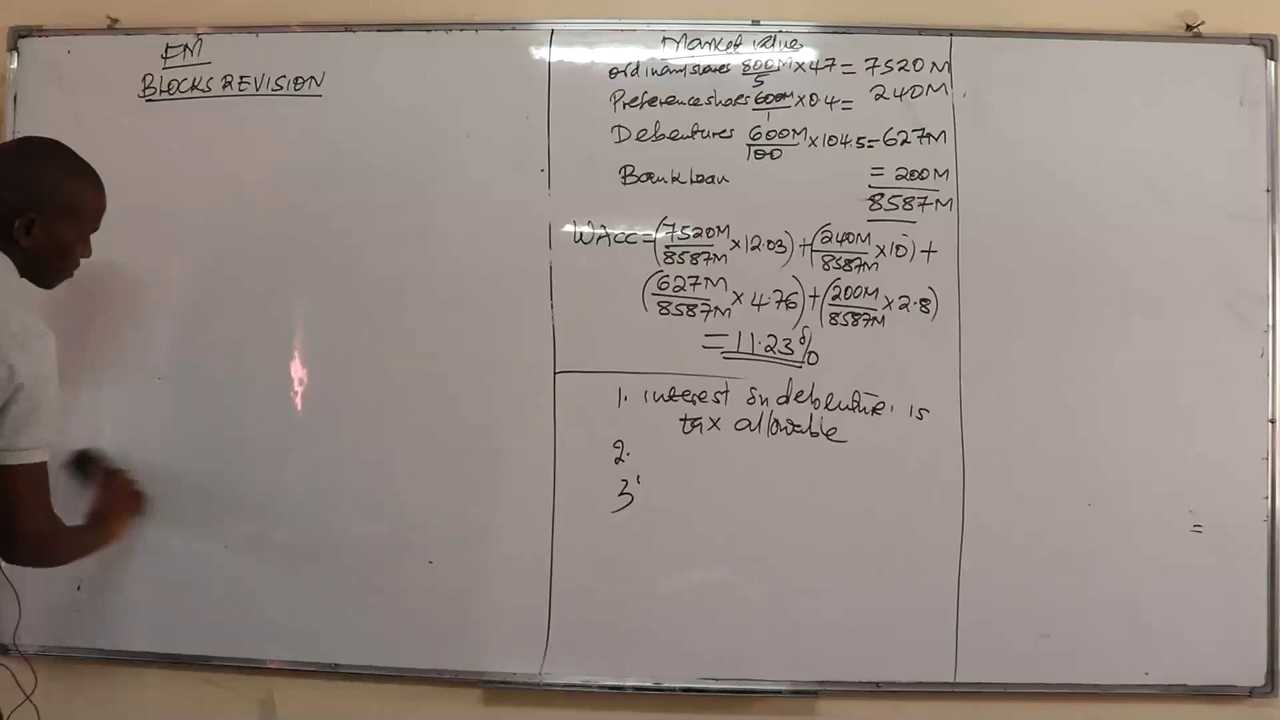 FM
BLOCKS REVISION
Market value
ordinary shares 800M/5 × 47 = 7520M
Preference shares 600M/1 × 0.4 = 240M
Debentures 600M/100 × 104.5 = 627M
Bank loan = 200M
8587M
WACC = (7520M/8587M × 12.03) + (240M/8587M × 10) +
(627M/8587M × 4.76) + (200M/8587M × 2.8)
= 11.23%
1. interest on debenture is
tax allowable
2.
3.
=